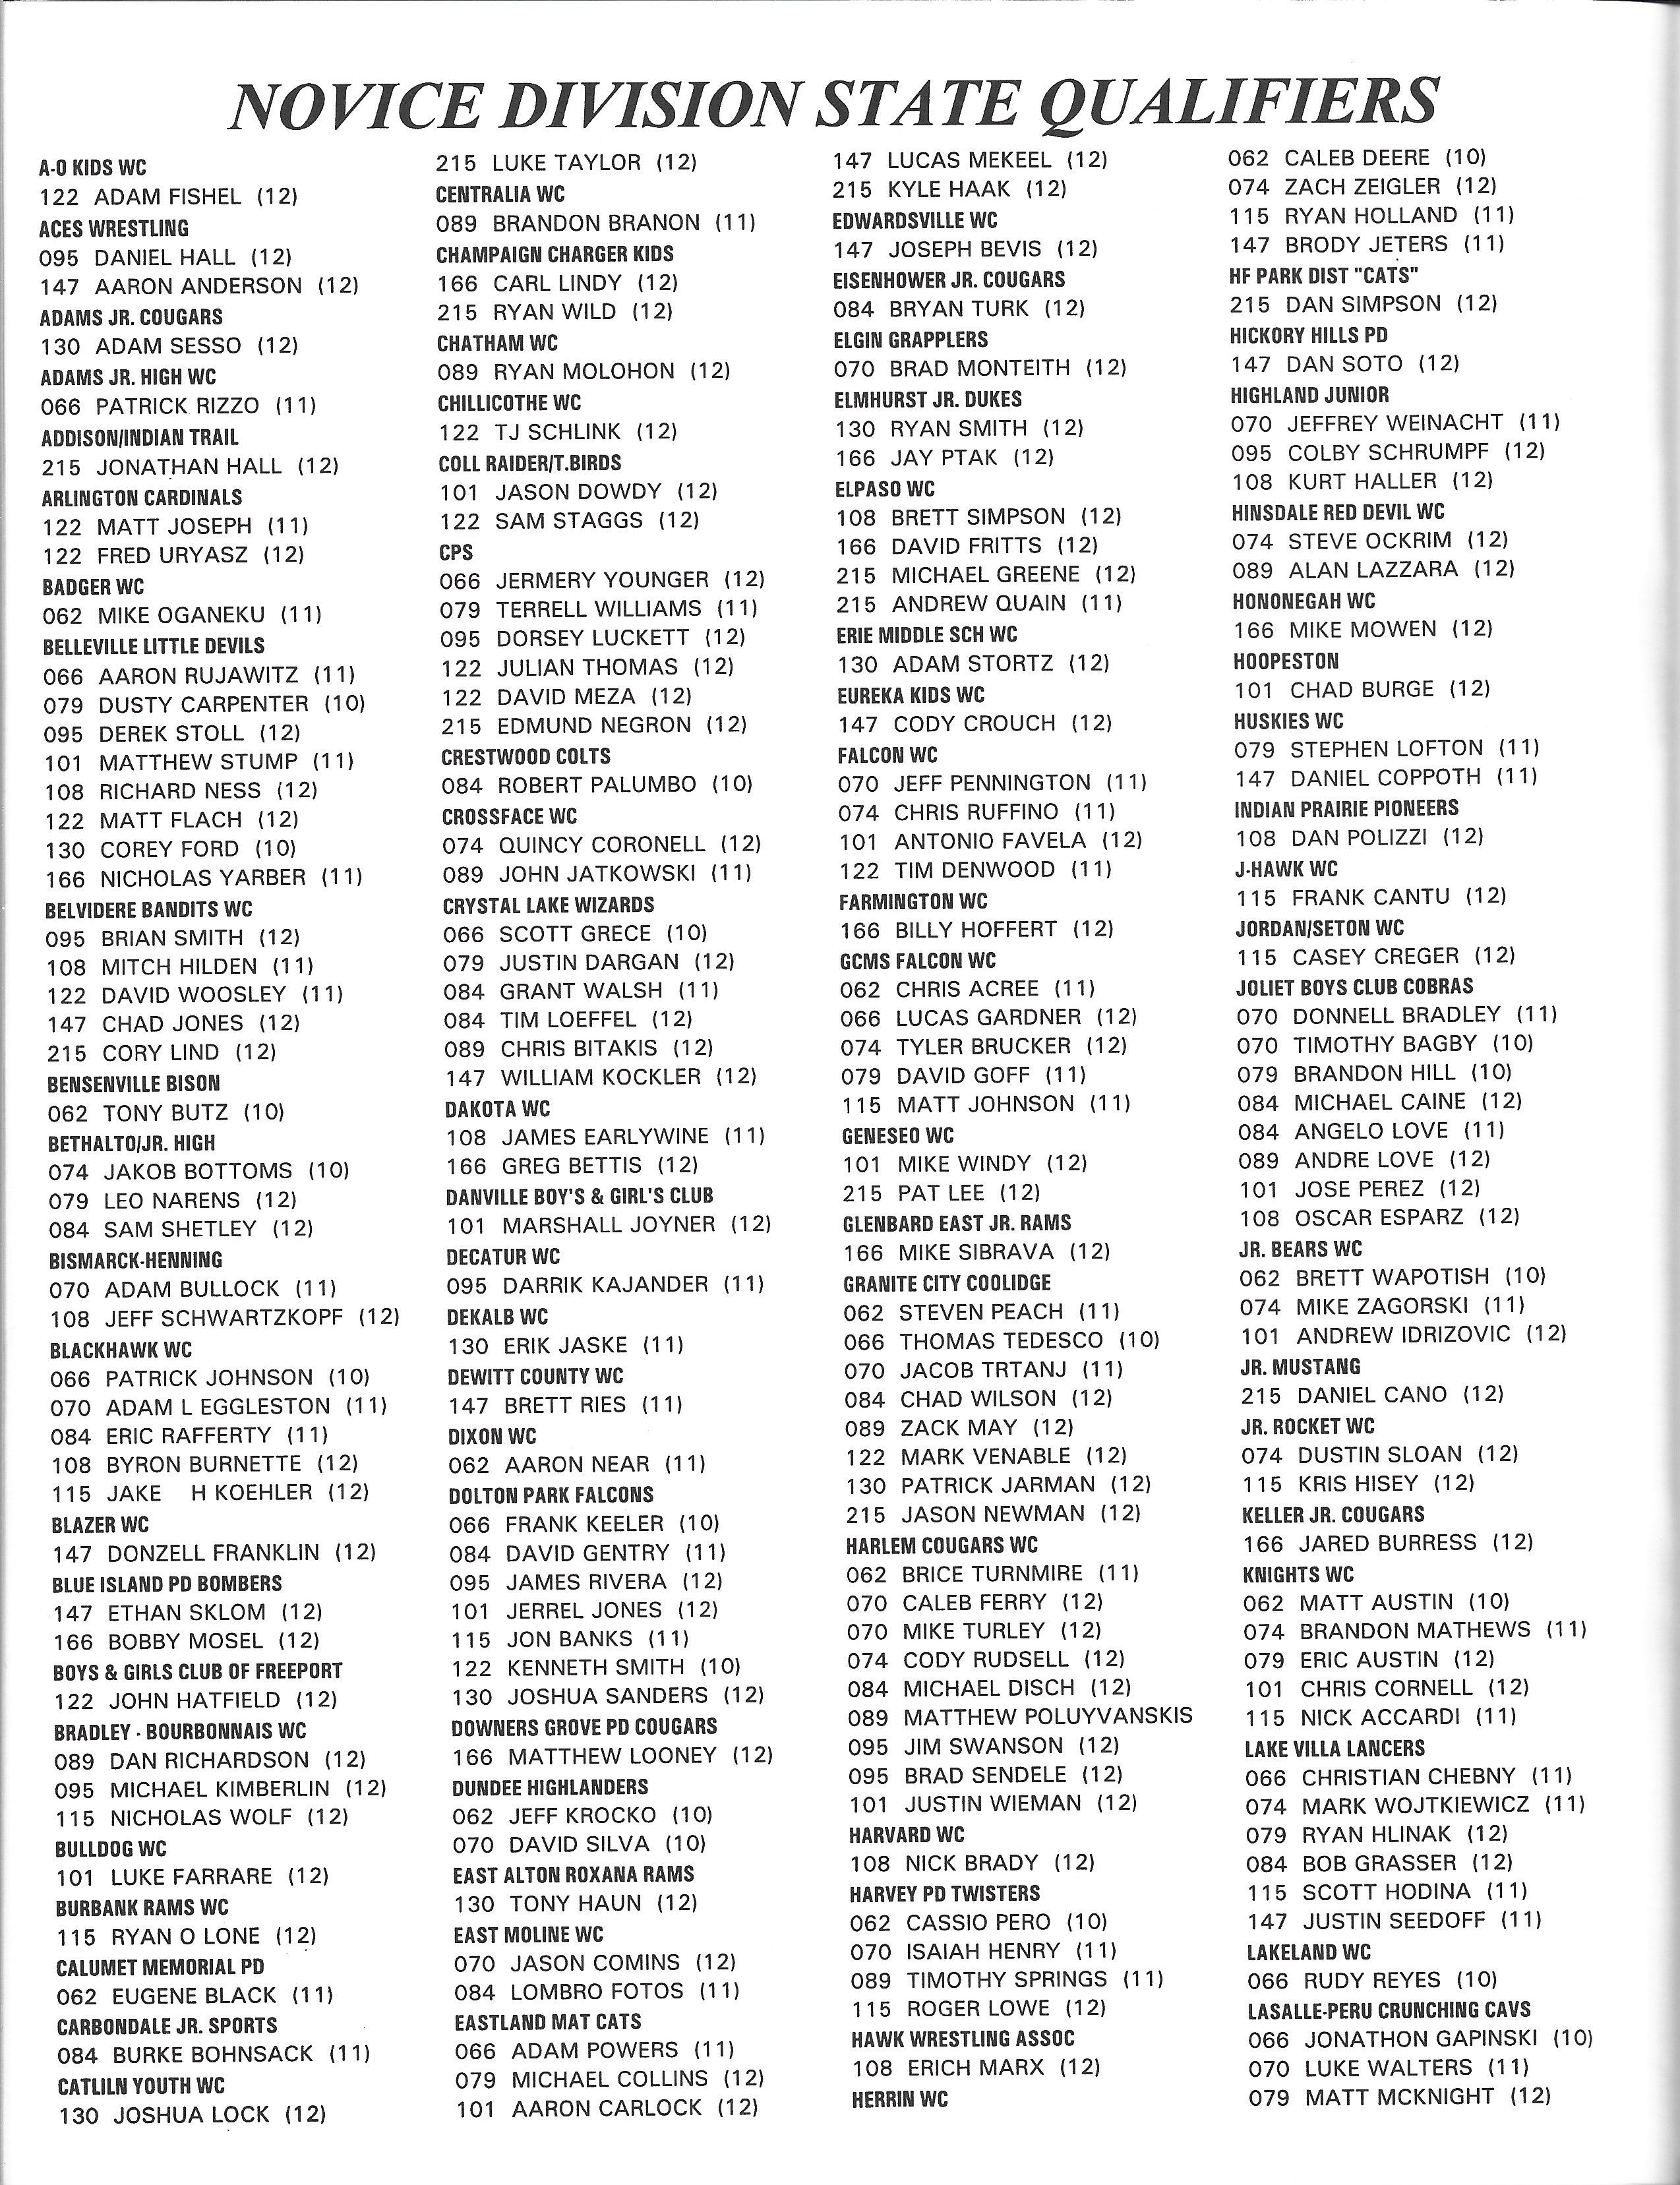 NOVICE DIVISION STATE QUALIFIERS
A-O KIDS WC
122 ADAM FISHEL (12)
ACES WRESTLING
095 DANIEL HALL (12)
147 AARON ANDERSON (12)
ADAMS JR. COUGARS
130 ADAM SESSO (12)
ADAMS JR. HIGH WC
066 PATRICK RIZZO (11)
ADDISON/INDIAN TRAIL
215 JONATHAN HALL (12)
ARLINGTON CARDINALS
122 MATT JOSEPH (11)
122 FRED URYASZ (12)
BADGER WC
062 MIKE OGANEKU (11)
BELLEVILLE LITTLE DEVILS
066 AARON RUJAWITZ (11)
079 DUSTY CARPENTER (10)
095 DEREK STOLL (12)
101 MATTHEW STUMP (11)
108 RICHARD NESS (12)
122 MATT FLACH (12)
130 COREY FORD (10)
166 NICHOLAS YARBER (11)
BELVIDERE BANDITS WC
095 BRIAN SMITH (12)
108 MITCH HILDEN (11)
122 DAVID WOOSLEY (11)
147 CHAD JONES (12)
215 CORY LIND (12)
BENSENVILLE BISON
062 TONY BUTZ (10)
BETHALTO/JR. HIGH
074 JAKOB BOTTOMS (10)
079 LEO NARENS (12)
084 SAM SHETLEY (12)
BISMARCK-HENNING
070 ADAM BULLOCK (11)
108 JEFF SCHWARTZKOPF (12)
BLACKHAWK WC
066 PATRICK JOHNSON (10)
070 ADAM L EGGLESTON (11)
084 ERIC RAFFERTY (11)
108 BYRON BURNETTE (12)
115 JAKE H KOEHLER (12)
BLAZER WC
147 DONZELL FRANKLIN (12)
BLUE ISLAND PD BOMBERS
147 ETHAN SKLOM (12)
166 BOBBY MOSEL (12)
BOYS & GIRLS CLUB OF FREEPORT
122 JOHN HATFIELD (12)
BRADLEY - BOURBONNAIS WC
089 DAN RICHARDSON (12)
095 MICHAEL KIMBERLIN (12)
115 NICHOLAS WOLF (12)
BULLDOG WC
101 LUKE FARRARE (12)
BURBANK RAMS WC
115 RYAN O LONE (12)
CALUMET MEMORIAL PD
062 EUGENE BLACK (11)
CARBONDALE JR. SPORTS
084 BURKE BOHNSACK (11)
CATLILN YOUTH WC
130 JOSHUA LOCK (12)
215 LUKE TAYLOR (12)
CENTRALIA WC
089 BRANDON BRANON (11)
CHAMPAIGN CHARGER KIDS
166 CARL LINDY (12)
215 RYAN WILD (12)
CHATHAM WC
089 RYAN MOLOHON (12)
CHILLICOTHE WC
122 TJ SCHLINK (12)
COLL RAIDER/T.BIRDS
101 JASON DOWDY (12)
122 SAM STAGGS (12)
CPS
066 JERMERY YOUNGER (12)
079 TERRELL WILLIAMS (11)
095 DORSEY LUCKETT (12)
122 JULIAN THOMAS (12)
122 DAVID MEZA (12)
215 EDMUND NEGRON (12)
CRESTWOOD COLTS
084 ROBERT PALUMBO (10)
CROSSFACE WC
074 QUINCY CORONELL (12)
089 JOHN JATKOWSKI (11)
CRYSTAL LAKE WIZARDS
066 SCOTT GRECE (10)
079 JUSTIN DARGAN (12)
084 GRANT WALSH (11)
084 TIM LOEFFEL (12)
089 CHRIS BITAKIS (12)
147 WILLIAM KOCKLER (12)
DAKOTA WC
108 JAMES EARLYWINE (11)
166 GREG BETTIS (12)
DANVILLE BOY'S & GIRL'S CLUB
101 MARSHALL JOYNER (12)
DECATUR WC
095 DARRIK KAJANDER (11)
DEKALB WC
130 ERIK JASKE (11)
DEWITT COUNTY WC
147 BRETT RIES (11)
DIXON WC
062 AARON NEAR (11)
DOLTON PARK FALCONS
066 FRANK KEELER (10)
084 DAVID GENTRY (11)
095 JAMES RIVERA (12)
101 JERREL JONES (12)
115 JON BANKS (11)
122 KENNETH SMITH (10)
130 JOSHUA SANDERS (12)
DOWNERS GROVE PD COUGARS
166 MATTHEW LOONEY (12)
DUNDEE HIGHLANDERS
062 JEFF KROCKO (10)
070 DAVID SILVA (10)
EAST ALTON ROXANA RAMS
130 TONY HAUN (12)
EAST MOLINE WC
070 JASON COMINS (12)
084 LOMBRO FOTOS (11)
EASTLAND MAT CATS
066 ADAM POWERS (11)
079 MICHAEL COLLINS (12)
101 AARON CARLOCK (12)
147 LUCAS MEKEEL (12)
215 KYLE HAAK (12)
EDWARDSVILLE WC
147 JOSEPH BEVIS (12)
EISENHOWER JR. COUGARS
084 BRYAN TURK (12)
ELGIN GRAPPLERS
070 BRAD MONTEITH (12)
ELMHURST JR. DUKES
130 RYAN SMITH (12)
166 JAY PTAK (12)
ELPASO WC
108 BRETT SIMPSON (12)
166 DAVID FRITTS (12)
215 MICHAEL GREENE (12)
215 ANDREW QUAIN (11)
ERIE MIDDLE SCH WC
130 ADAM STORTZ (12)
EUREKA KIDS WC
147 CODY CROUCH (12)
FALCON WC
070 JEFF PENNINGTON (11)
074 CHRIS RUFFINO (11)
101 ANTONIO FAVELA (12)
122 TIM DENWOOD (11)
FARMINGTON WC
166 BILLY HOFFERT (12)
GCMS FALCON WC
062 CHRIS ACREE (11)
066 LUCAS GARDNER (12)
074 TYLER BRUCKER (12)
079 DAVID GOFF (11)
115 MATT JOHNSON (11)
GENESEO WC
101 MIKE WINDY (12)
215 PAT LEE (12)
GLENBARD EAST JR. RAMS
166 MIKE SIBRAVA (12)
GRANITE CITY COOLIDGE
062 STEVEN PEACH (11)
066 THOMAS TEDESCO (10)
070 JACOB TRTANJ (11)
084 CHAD WILSON (12)
089 ZACK MAY (12)
122 MARK VENABLE (12)
130 PATRICK JARMAN (12)
215 JASON NEWMAN (12)
HARLEM COUGARS WC
062 BRICE TURNMIRE (11)
070 CALEB FERRY (12)
070 MIKE TURLEY (12)
074 CODY RUDSELL (12)
084 MICHAEL DISCH (12)
089 MATTHEW POLUYVANSKIS
095 JIM SWANSON (12)
095 BRAD SENDELE (12)
101 JUSTIN WIEMAN (12)
HARVARD WC
108 NICK BRADY (12)
HARVEY PD TWISTERS
062 CASSIO PERO (10)
070 ISAIAH HENRY (11)
089 TIMOTHY SPRINGS (11)
115 ROGER LOWE (12)
HAWK WRESTLING ASSOC
108 ERICH MARX (12)
HERRIN WC
062 CALEB DEERE (10)
074 ZACH ZEIGLER (12)
115 RYAN HOLLAND (11)
147 BRODY JETERS (11)
HF PARK DIST "CATS"
215 DAN SIMPSON (12)
HICKORY HILLS PD
147 DAN SOTO (12)
HIGHLAND JUNIOR
070 JEFFREY WEINACHT (11)
095 COLBY SCHRUMPF (12)
108 KURT HALLER (12)
HINSDALE RED DEVIL WC
074 STEVE OCKRIM (12)
089 ALAN LAZZARA (12)
HONONEGAH WC
166 MIKE MOWEN (12)
HOOPESTON
101 CHAD BURGE (12)
HUSKIES WC
079 STEPHEN LOFTON (11)
147 DANIEL COPPOTH (11)
INDIAN PRAIRIE PIONEERS
108 DAN POLIZZI (12)
J-HAWK WC
115 FRANK CANTU (12)
JORDAN/SETON WC
115 CASEY CREGER (12)
JOLIET BOYS CLUB COBRAS
070 DONNELL BRADLEY (11)
070 TIMOTHY BAGBY (10)
079 BRANDON HILL (10)
084 MICHAEL CAINE (12)
084 ANGELO LOVE (11)
089 ANDRE LOVE (12)
101 JOSE PEREZ (12)
108 OSCAR ESPARZ (12)
JR. BEARS WC
062 BRETT WAPOTISH (10)
074 MIKE ZAGORSKI (11)
101 ANDREW IDRIZOVIC (12)
JR. MUSTANG
215 DANIEL CANO (12)
JR. ROCKET WC
074 DUSTIN SLOAN (12)
115 KRIS HISEY (12)
KELLER JR. COUGARS
166 JARED BURRESS (12)
KNIGHTS WC
062 MATT AUSTIN (10)
074 BRANDON MATHEWS (11)
079 ERIC AUSTIN (12)
101 CHRIS CORNELL (12)
115 NICK ACCARDI (11)
LAKE VILLA LANCERS
066 CHRISTIAN CHEBNY (11)
074 MARK WOJTKIEWICZ (11)
079 RYAN HLINAK (12)
084 BOB GRASSER (12)
115 SCOTT HODINA (11)
147 JUSTIN SEEDOFF (11)
LAKELAND WC
066 RUDY REYES (10)
LASALLE-PERU CRUNCHING CAVS
066 JONATHON GAPINSKI (10)
070 LUKE WALTERS (11)
079 MATT MCKNIGHT (12)